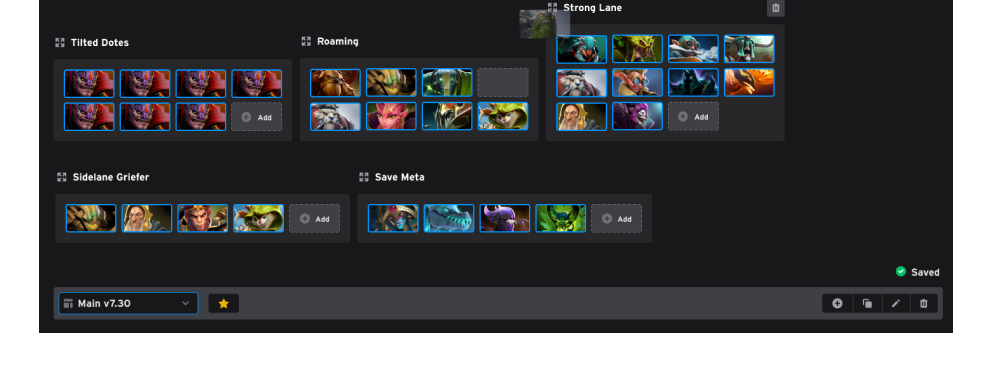 Strong Lane
Tilted Dotes
Roaming
Add
Add
Sidelane Griefer
Save Meta
Add
Add
Saved
Main v7.30